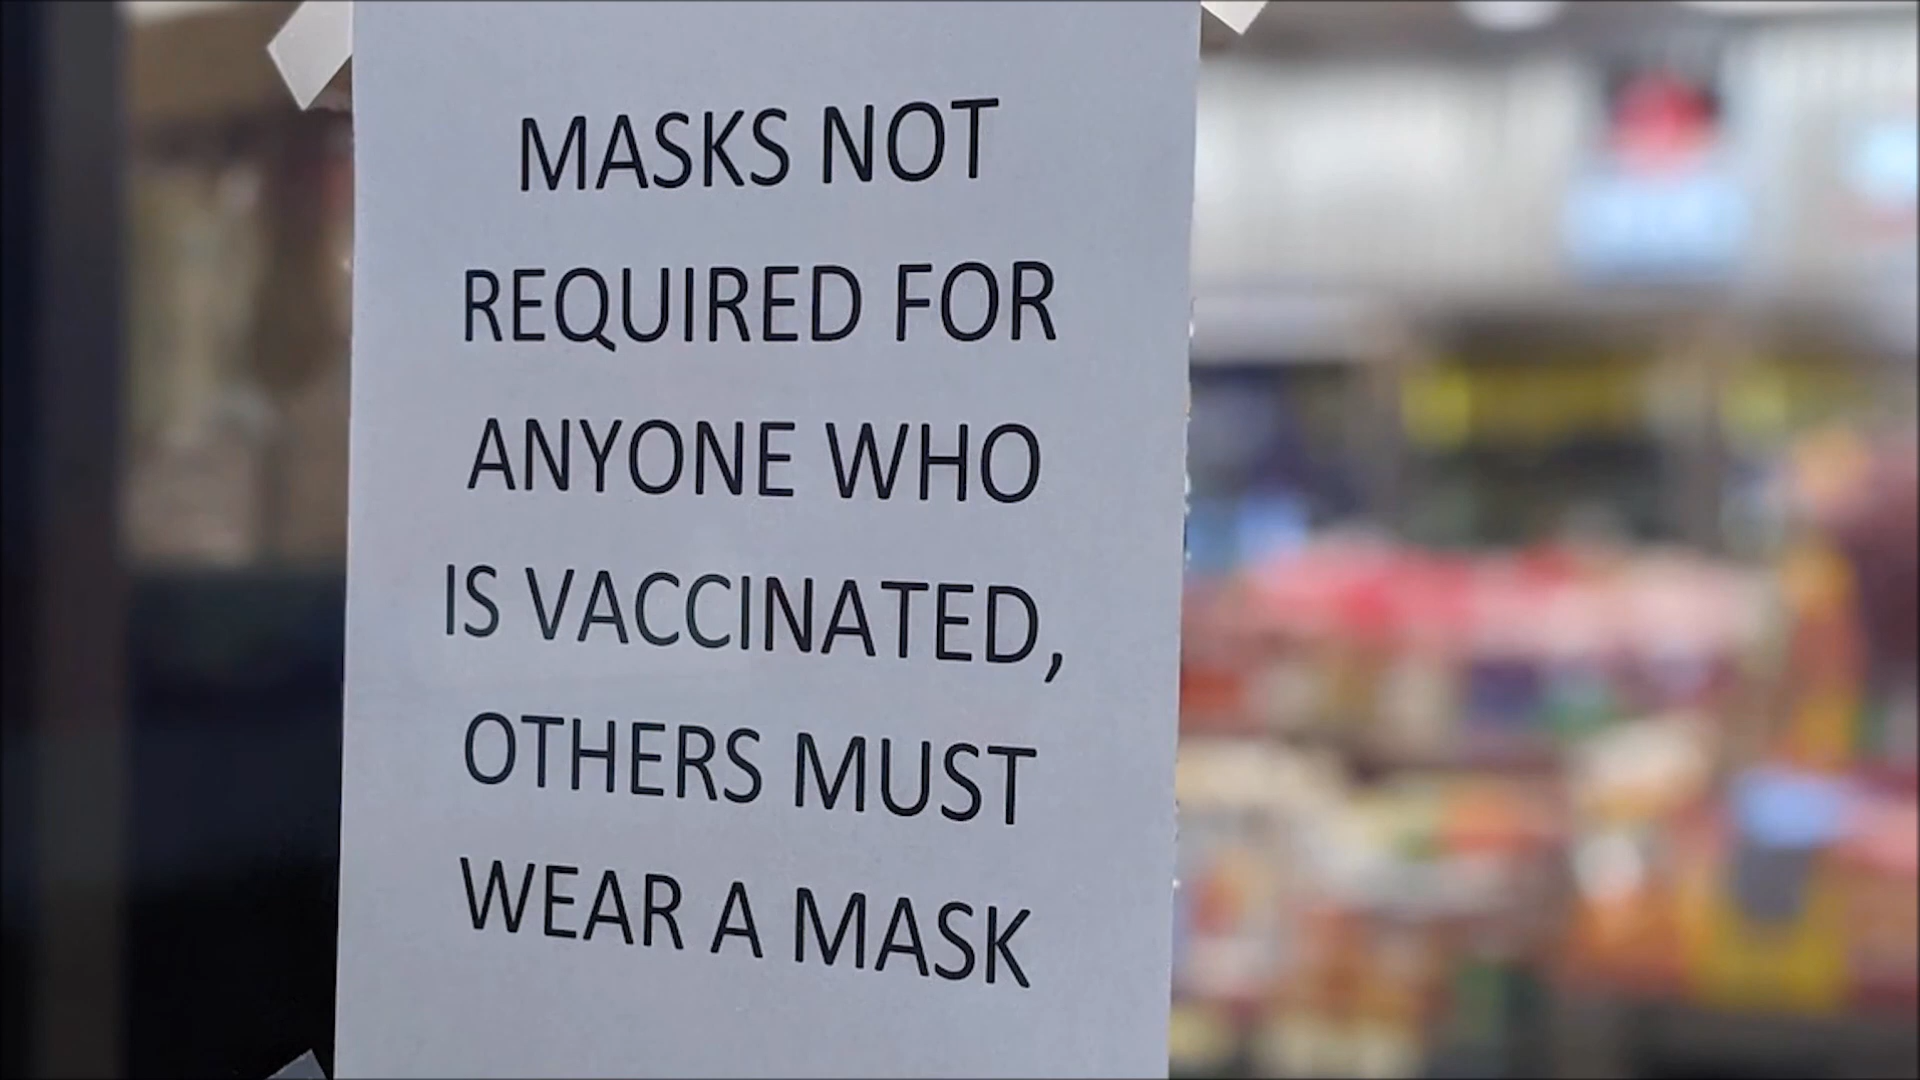 MASKS NOT
REQUIRED FOR
ANYONE WHO
IS VACCINATED,
OTHERS MUST
WEAR A MASK